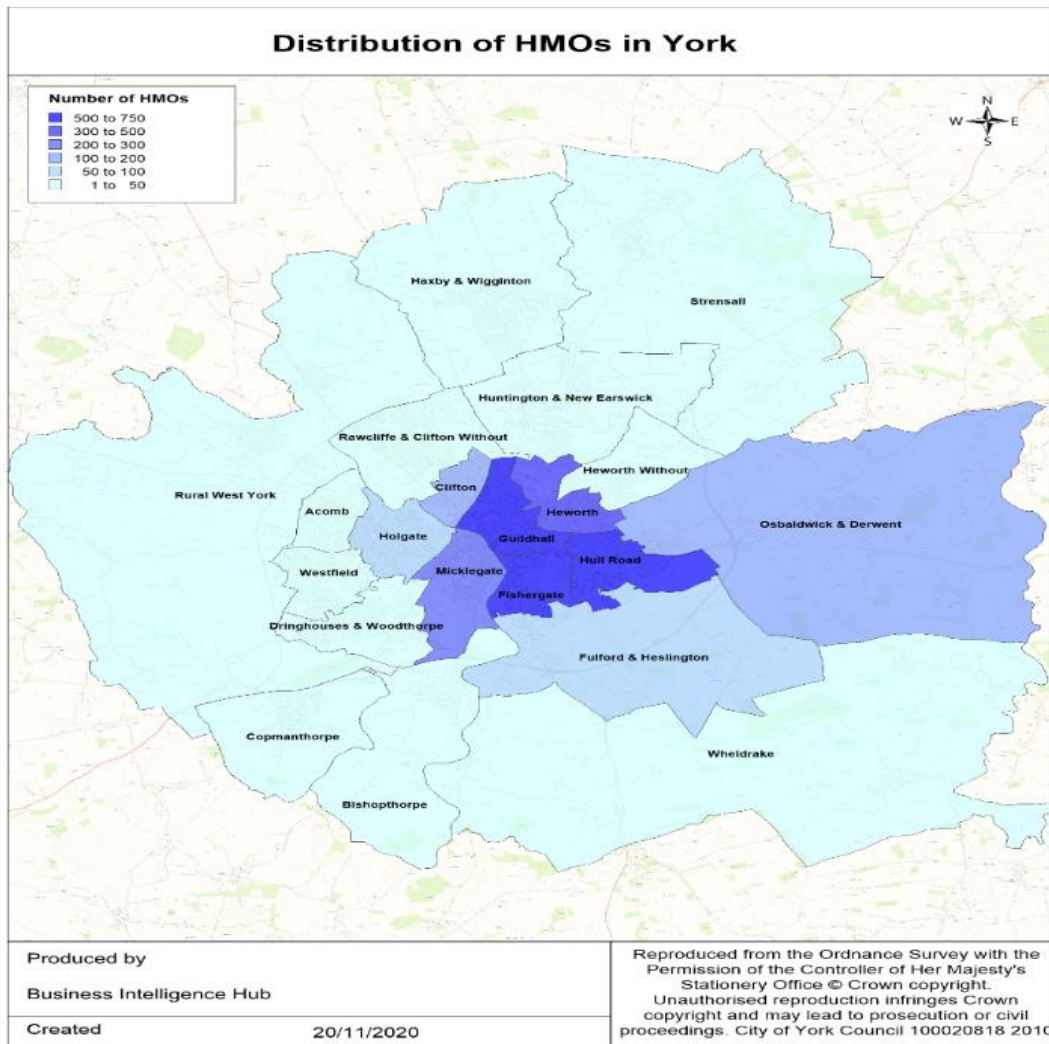 Distribution of HMOs in York
Number of HMOs
500 to 750
300 to 500
200 to 300
100 to 200
50 to 100
1 to 50
N
W E
S
Haxby & Wigginton
Strensall
Huntington & New Earswick
Rawcliffe & Clifton Without
Heworth Without
Rural West York
Clifton
Acomb
Heworth
Osbaldwick & Derwent
Holgate
Guildhall
Hull Road
Westfield
Micklegate
Fishergate
Dringhouses & Woodthorpe
Fulford & Heslington
Copmanthorpe
Wheldrake
Bishopthorpe
Produced by
Business Intelligence Hub
Created 20/11/2020
Reproduced from the Ordnance Survey with the
Permission of the Controller of Her Majesty's
Stationery Office © Crown copyright.
Unauthorised reproduction infringes Crown
copyright and may lead to prosecution or civil
proceedings. City of York Council 100020818 2010